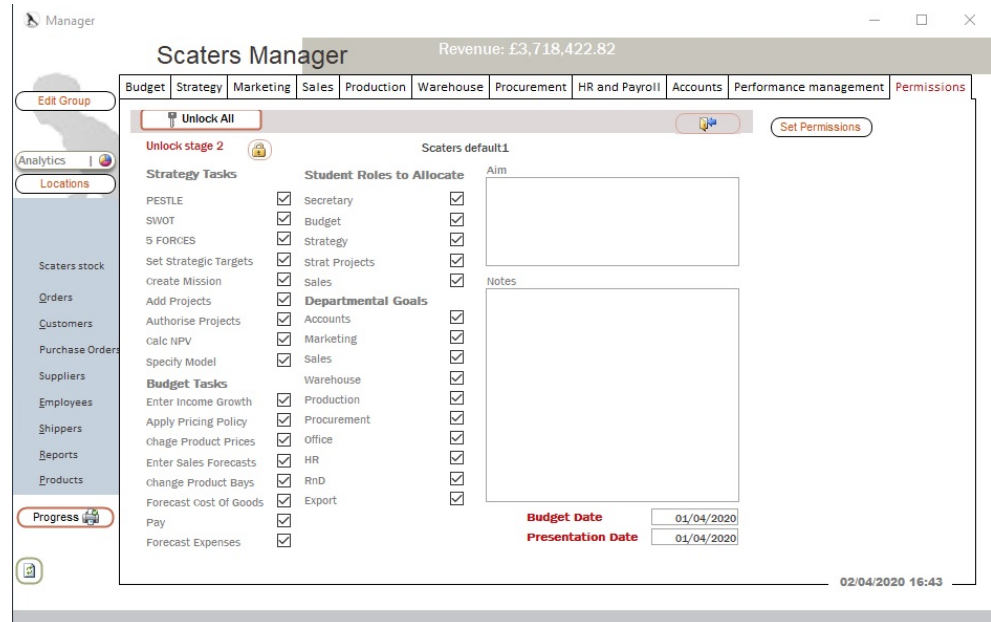 Manager
Scaters Manager
Revenue: £3,718,422.82
Budget Strategy Marketing Sales Production Warehouse Procurement HR and Payroll Accounts Performance management Permissions
Edit Group
Analytics |
Locations
Scaters stock
Orders
Customers
Purchase Orders
Suppliers
Employees
Shippers
Reports
Products
Progress
Unlock All
Set Permissions
Unlock stage 2
Scaters default1
Strategy Tasks
PESTLE
SWOT
5 FORCES
Set Strategic Targets
Create Mission
Add Projects
Authorise Projects
Calc NPV
Specify Model
Budget Tasks
Enter Income Growth
Apply Pricing Policy
Chage Product Prices
Enter Sales Forecasts
Change Product Bays
Forecast Cost Of Goods
Pay
Forecast Expenses
Student Roles to Allocate
Secretary
Budget
Strategy
Strat Projects
Sales
Departmental Goals
Accounts
Marketing
Sales
Warehouse
Production
Procurement
Office
HR
RnD
Export
Aim
Notes
Budget Date 01/04/2020
Presentation Date 01/04/2020
02/04/2020 16:43